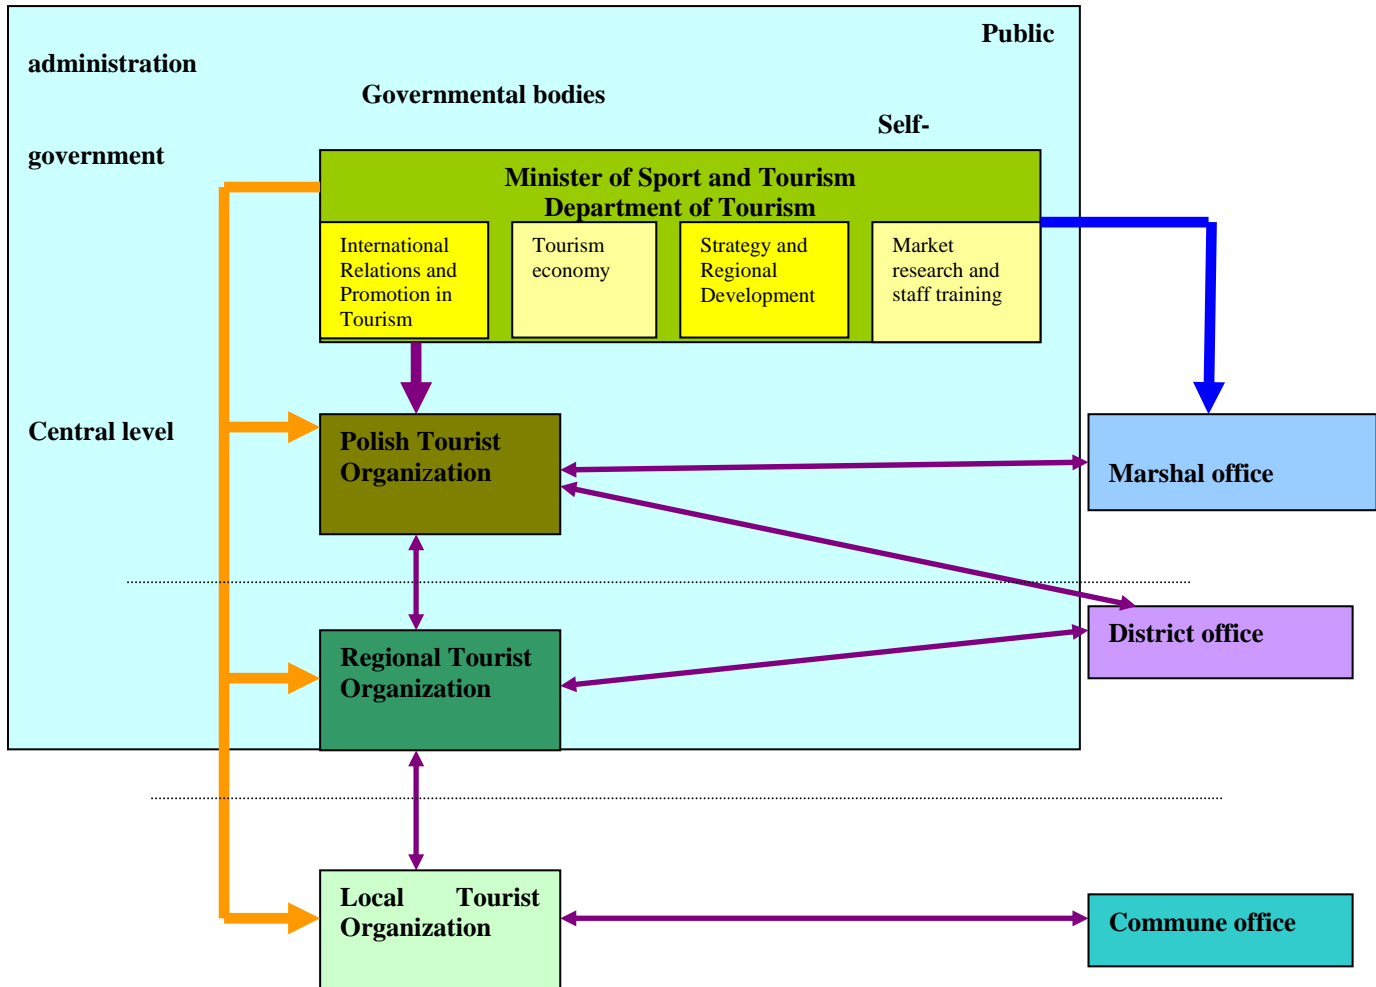 Public
administration
Governmental bodies
Self-
government
Minister of Sport and Tourism
Department of Tourism
International
Relations and
Promotion in
Tourism
Tourism
economy
Strategy and
Regional
Development
Market
research and
staff training
Central level
Polish Tourist
Organization
Marshal office
District office
Regional Tourist
Organization
Local Tourist
Organization
Commune office